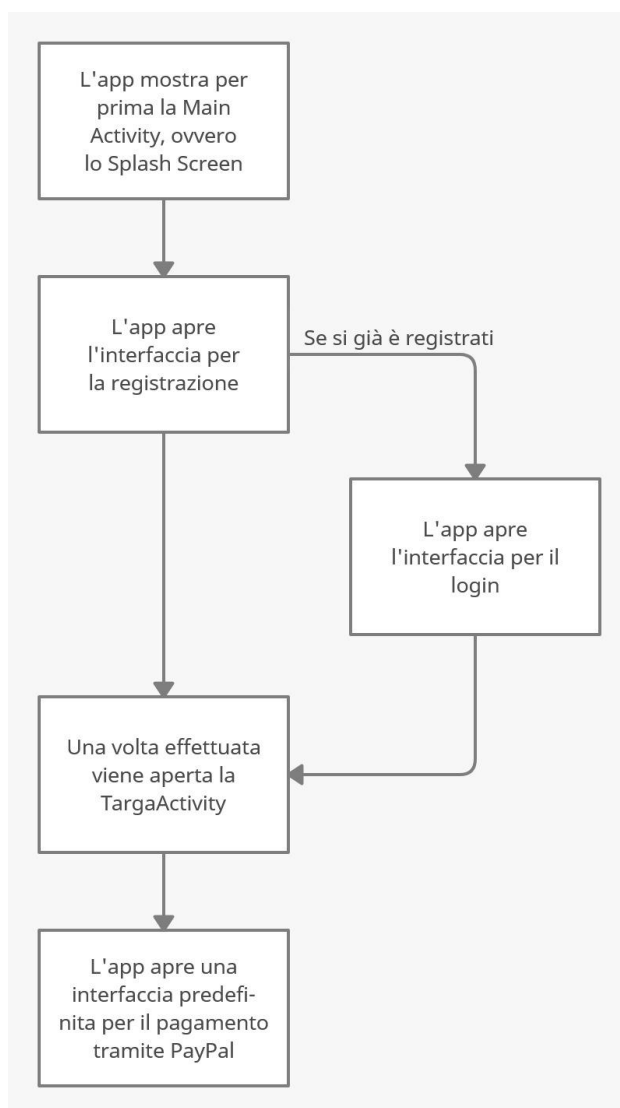 L'app mostra per
prima la Main
Activity, ovvero
lo Splash Screen
L'app apre
l'interfaccia per
la registrazione
Se si già è registrati
L'app apre
l'interfaccia per il
login
Una volta effettuata
viene aperta la
TargaActivity
L'app apre una
interfaccia predefi-
nita per il pagamento
tramite PayPal